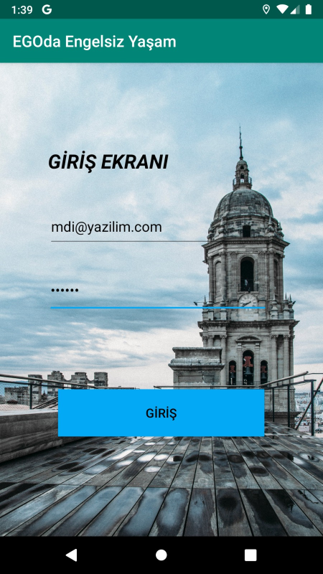 1:39 G
EGOda Engelsiz Yaşam
GİRİŞ EKRANI
mdi@yazilim.com
••••••
GİRİŞ